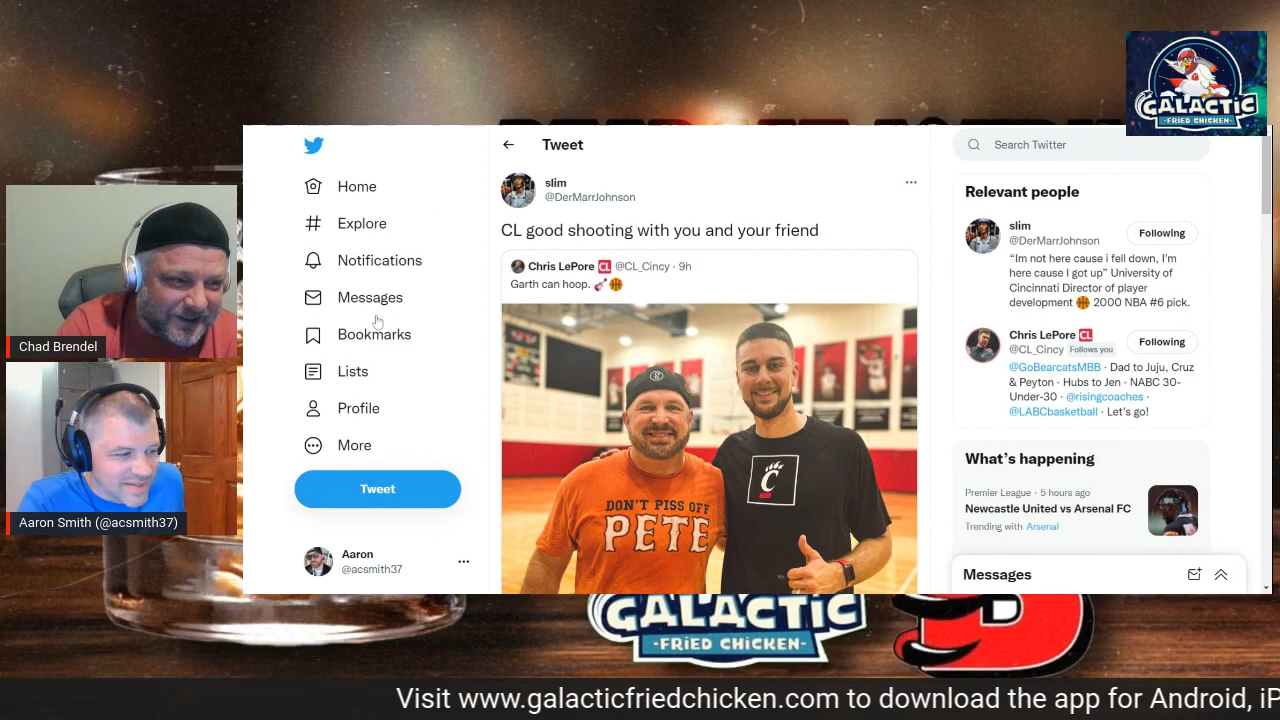 GALACTIC
-FRIED CHICKEN-
Tweet
Search Twitter
Home
Explore
Notifications
Messages
Bookmarks
Lists
Profile
More
Tweet
Aaron
@acsmith37
slim
@DerMarrJohnson
CL good shooting with you and your friend
Chris LePore CL @CL_Cincy · 9h
Garth can hoop. 🎸🏀
DON'T PISS OFF
PETE
C
Relevant people
slim
@DerMarrJohnson
Following
“Im not here cause i fell down, I'm
here cause I got up” University of
Cincinnati Director of player
development 🏀 2000 NBA #6 pick.
Chris LePore CL
@CL_Cincy Follows you
Following
@GoBearcatsMBB · Dad to Juju, Cruz
& Peyton · Hubs to Jen · NABC 30-
Under-30 · @risingcoaches ·
@LABCbasketball · Let's go!
What’s happening
Premier League · 5 hours ago
Newcastle United vs Arsenal FC
Trending with Arsenal
Messages
Chad Brendel
Aaron Smith (@acsmith37)
GALACTIC
-FRIED CHICKEN-
Visit www.galacticfriedchicken.com to download the app for Android, iP